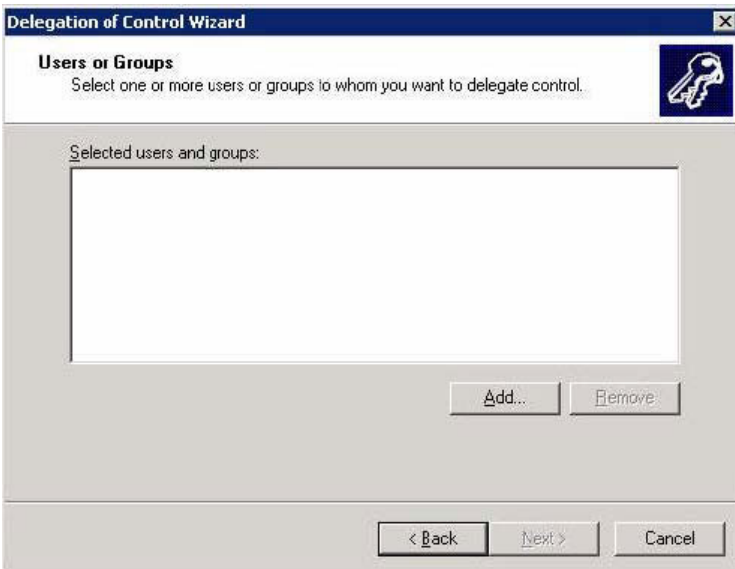 Delegation of Control Wizard
Users or Groups
Select one or more users or groups to whom you want to delegate control.
Selected users and groups:
Add...
Remove
< Back
Next >
Cancel